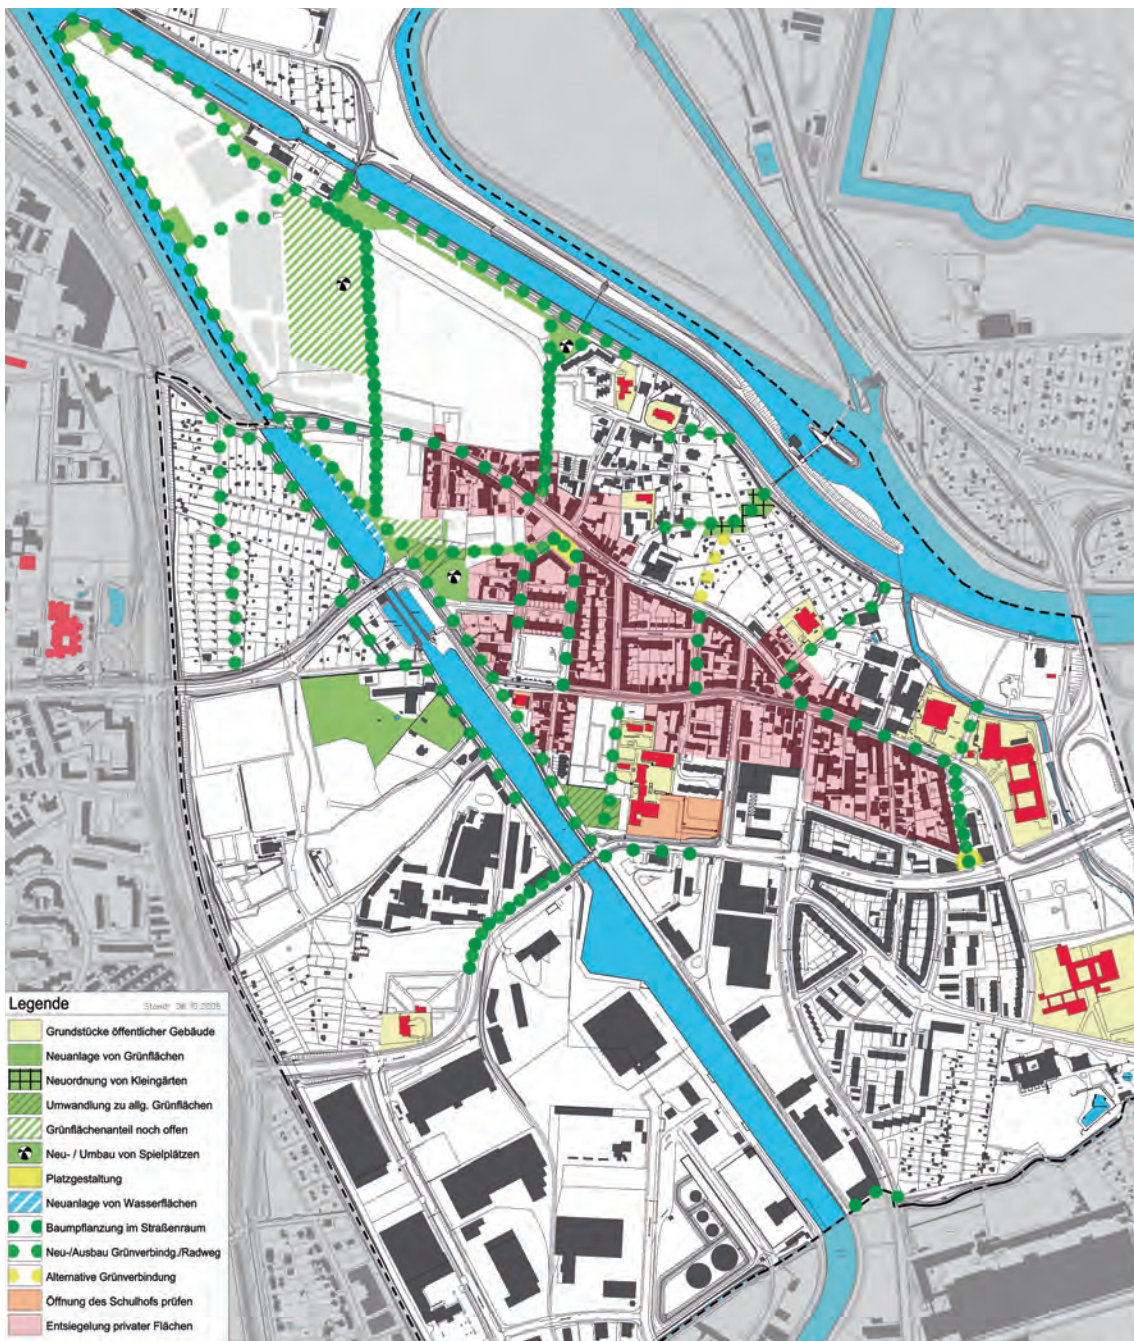 Legende
Stand: 26.10.2005
Grundstücke öffentlicher Gebäude
Neuanlage von Grünflächen
Neuordnung von Kleingärten
Umwandlung zu allg. Grünflächen
Grünflächenanteil noch offen
Neu- / Umbau von Spielplätzen
Platzgestaltung
Neuanlage von Wasserflächen
Baumpflanzung im Straßenraum
Neu-/Ausbau Grünverbindg./Radweg
Alternative Grünverbindung
Öffnung des Schulhofs prüfen
Entsiegelung privater Flächen